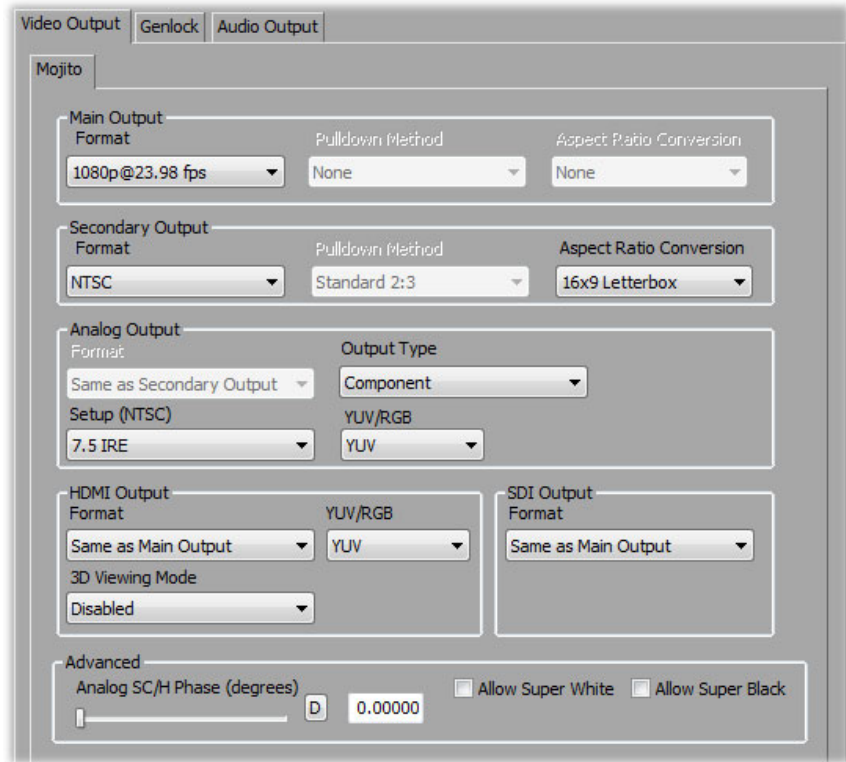 Video Output Genlock Audio Output
Mojito
Main Output
Format Pulldown Method Aspect Ratio Conversion
1080p@23.98 fps None None
Secondary Output
Format Pulldown Method Aspect Ratio Conversion
NTSC Standard 2:3 16x9 Letterbox
Analog Output
Format Output Type
Same as Secondary Output Component
Setup (NTSC) YUV/RGB
7.5 IRE YUV
HDMI Output SDI Output
Format YUV/RGB Format
Same as Main Output YUV Same as Main Output
3D Viewing Mode
Disabled
Advanced
Analog SC/H Phase (degrees) D 0.00000 Allow Super White Allow Super Black